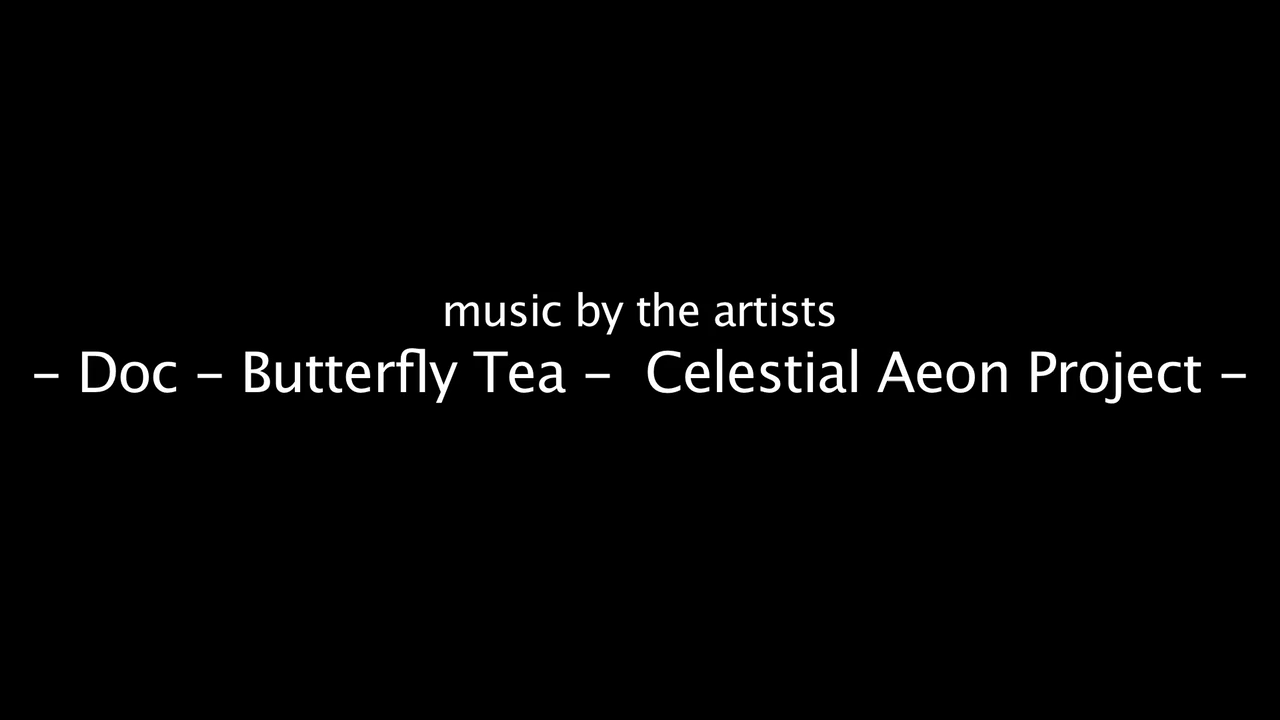 music by the artists
– Doc – Butterfly Tea –  Celestial Aeon Project –